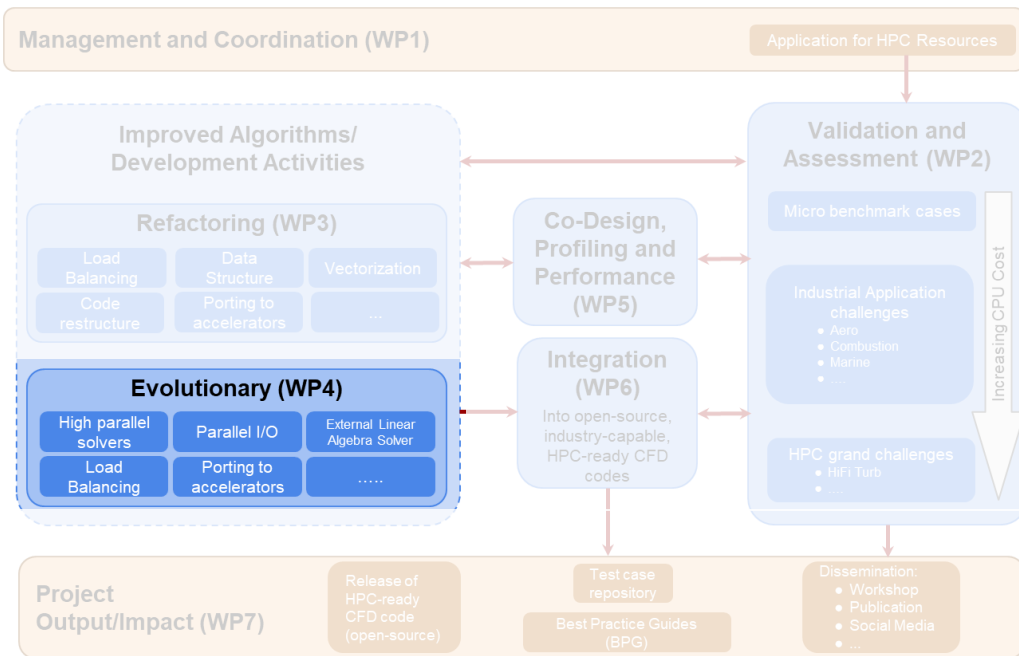 Management and Coordination (WP1)
Application for HPC Resources
Improved Algorithms/
Development Activities
Refactoring (WP3)
Load
Balancing
Data
Structure
Vectorization
Code
restructure
Porting to
accelerators
...
Evolutionary (WP4)
High parallel
solvers
Parallel I/O
External Linear
Algebra Solver
Load
Balancing
Porting to
accelerators
…..
Co-Design,
Profiling and
Performance
(WP5)
Integration
(WP6)
Into open-source,
industry-capable,
HPC-ready CFD
codes
Validation and
Assessment (WP2)
Micro benchmark cases
Industrial Application
challenges
● Aero
● Combustion
● Marine
● ....
HPC grand challenges
● HiFi Turb
● ....
Increasing CPU Cost
Project
Output/Impact (WP7)
Release of
HPC-ready
CFD code
(open-source)
Test case
repository
Best Practice Guides
(BPG)
Dissemination:
● Workshop
● Publication
● Social Media
● ...